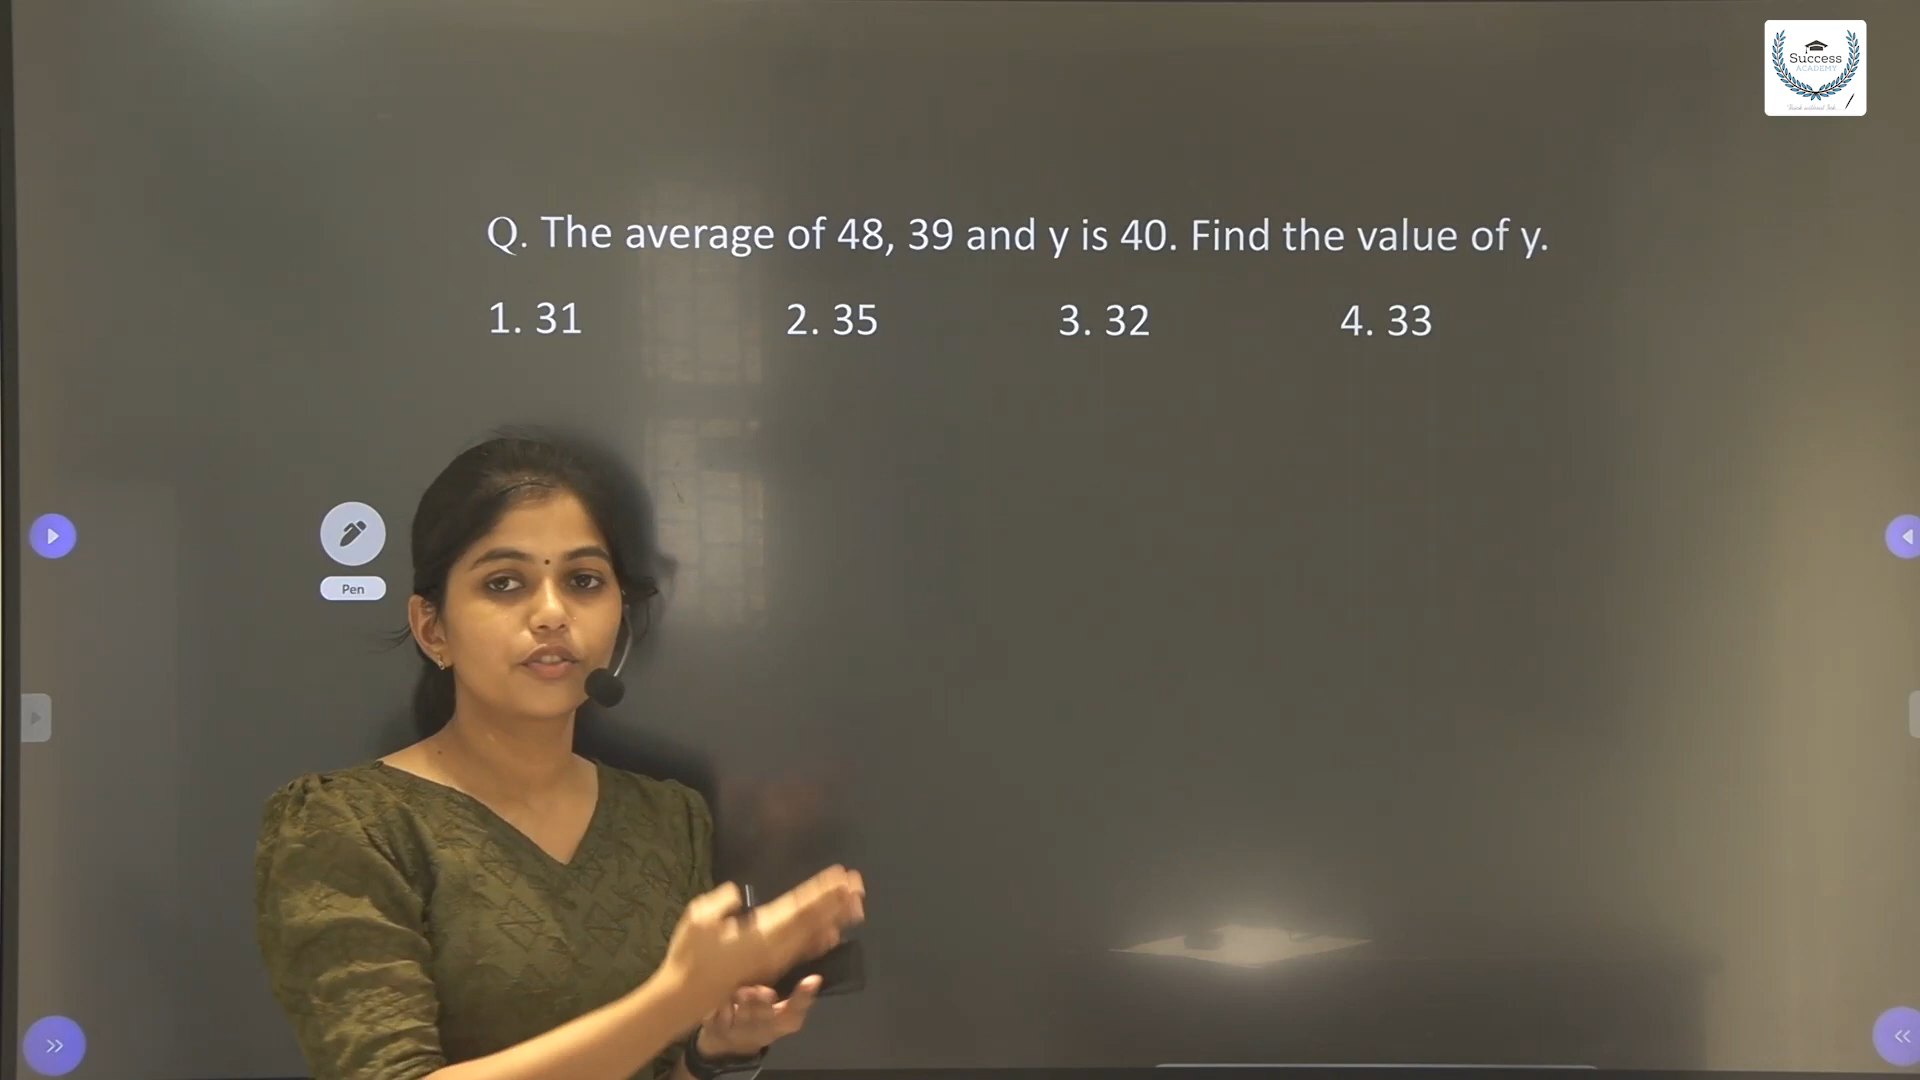 Success
ACADEMY
Q. The average of 48, 39 and y is 40. Find the value of y.
1. 31 2. 35 3. 32 4. 33
Pen